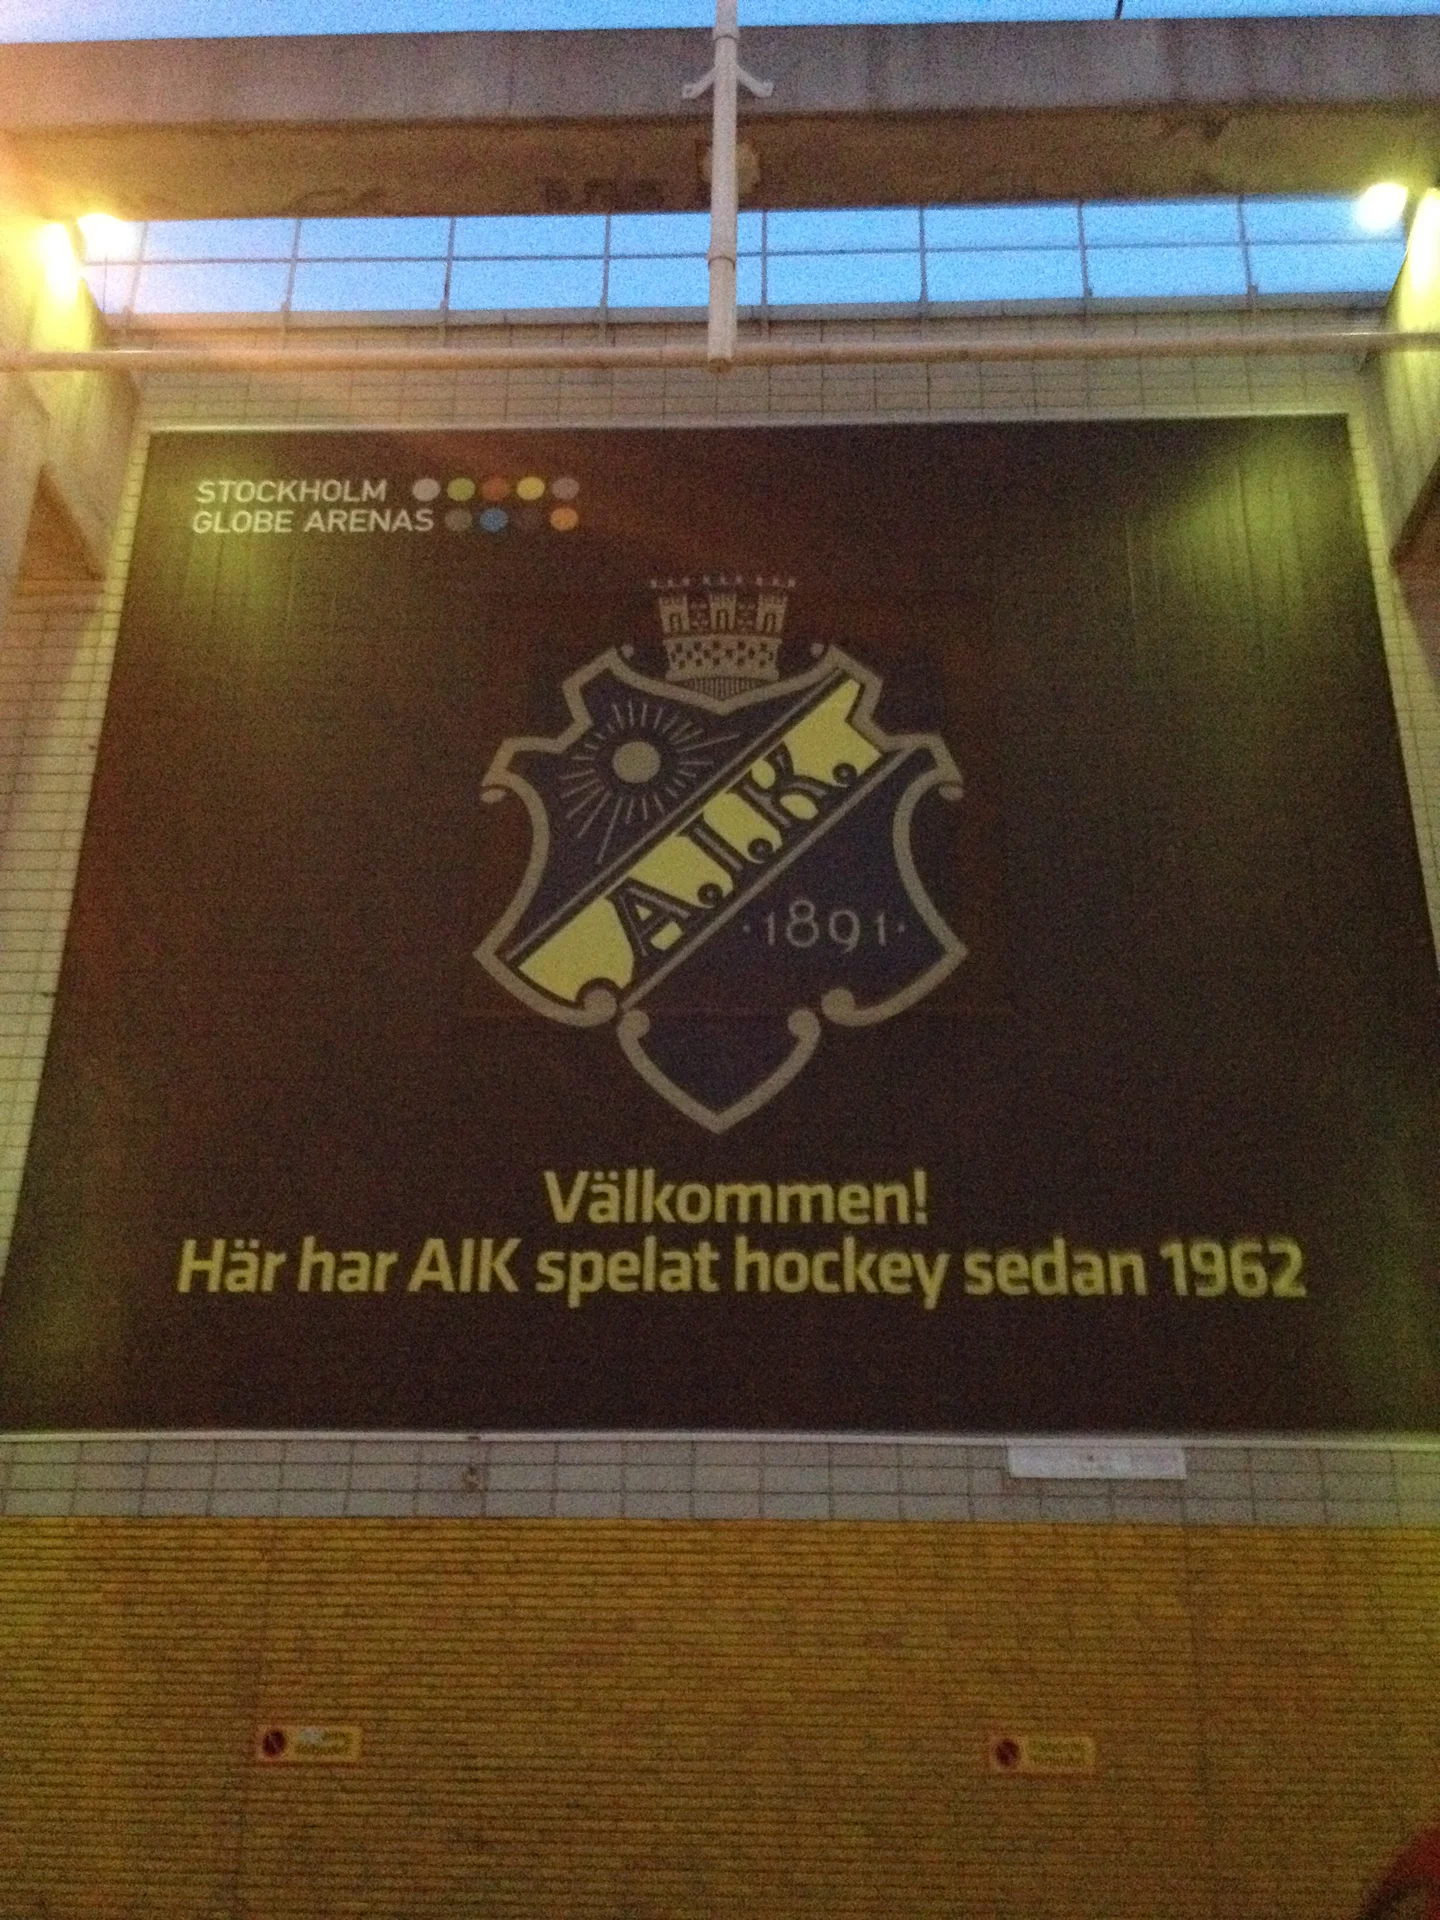 STOCKHOLM
GLOBE ARENAS
A.I.K.
·1891·
Välkommen!
Här har AIK spelat hockey sedan 1962